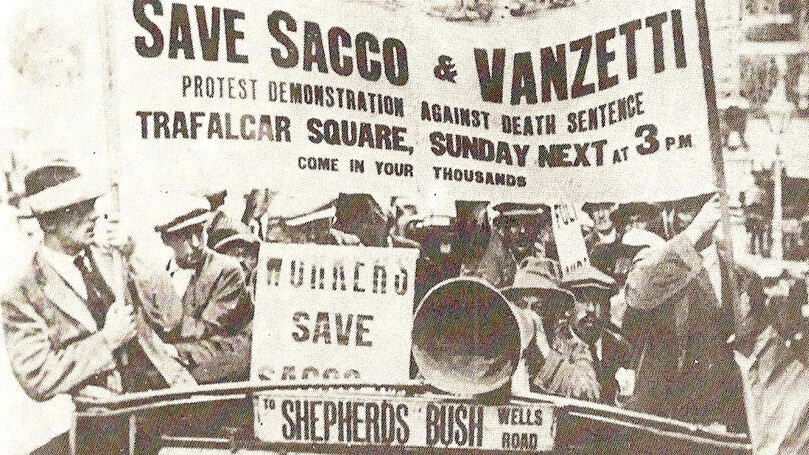 SAVE SACCO & VANZETTI
PROTEST DEMONSTRATION AGAINST DEATH SENTENCE
TRAFALGAR SQUARE, SUNDAY NEXT AT 3 P.M
COME IN YOUR THOUSANDS
WORKERS
SAVE
SACCO
TO SHEPHERDS BUSH WELLS
ROAD